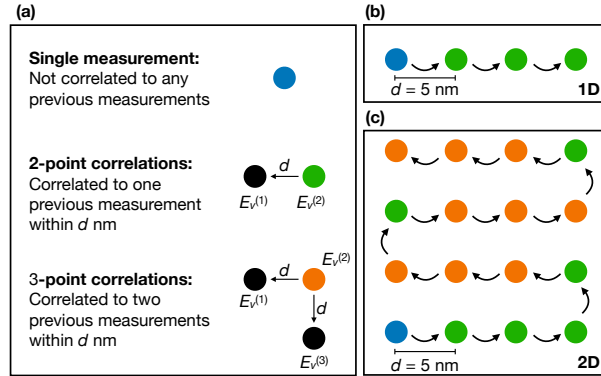 (a)
Single measurement:
Not correlated to any
previous measurements
2-point correlations:
Correlated to one
previous measurement
within d nm
d
Eᵥ⁽¹⁾
Eᵥ⁽²⁾
3-point correlations:
Correlated to two
previous measurements
within d nm
Eᵥ⁽²⁾
d
Eᵥ⁽¹⁾
d
Eᵥ⁽³⁾
(b)
d = 5 nm
1D
(c)
d = 5 nm
2D